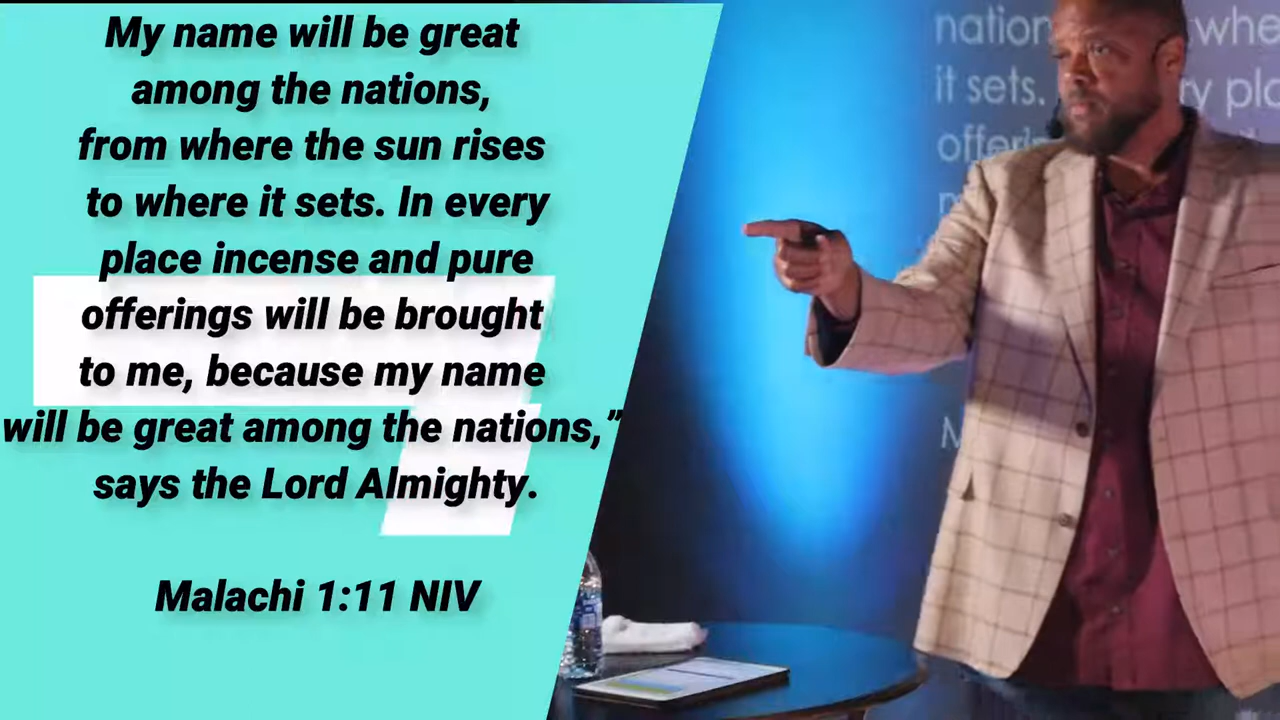 My name will be great
among the nations,
from where the sun rises
to where it sets. In every
place incense and pure
offerings will be brought
to me, because my name
will be great among the nations,”
says the Lord Almighty.
Malachi 1:11 NIV
it sets.